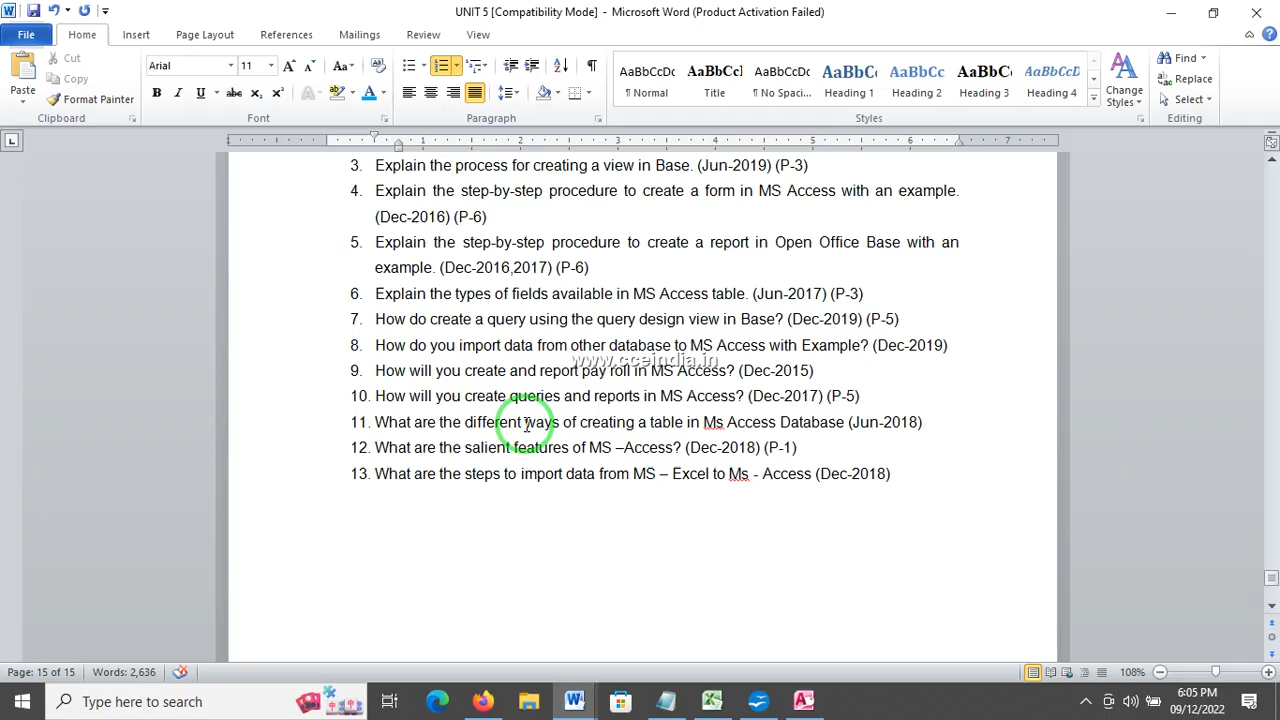 UNIT 5 [Compatibility Mode] - Microsoft Word (Product Activation Failed)
File Home Insert Page Layout References Mailings Review View
Paste
Cut
Copy
Format Painter
Clipboard
Arial 11
Font
Paragraph
AaBbCcDc ¶ Normal
AaBbCcI Title
AaBbCcDc ¶ No Spaci...
AaBbCc Heading 1
AaBbCc Heading 2
AaBbCc Heading 3
AaBbCcD Heading 4
Styles
Change Styles
Find
Replace
Select
Editing
3. Explain the process for creating a view in Base. (Jun-2019) (P-3)
4. Explain the step-by-step procedure to create a form in MS Access with an example.
(Dec-2016) (P-6)
5. Explain the step-by-step procedure to create a report in Open Office Base with an
example. (Dec-2016,2017) (P-6)
6. Explain the types of fields available in MS Access table. (Jun-2017) (P-3)
7. How do create a query using the query design view in Base? (Dec-2019) (P-5)
8. How do you import data from other database to MS Access with Example? (Dec-2019)
www.cceindia.in
9. How will you create and report pay roll in MS Access? (Dec-2015)
10. How will you create queries and reports in MS Access? (Dec-2017) (P-5)
11. What are the different ways of creating a table in Ms Access Database (Jun-2018)
12. What are the salient features of MS –Access? (Dec-2018) (P-1)
13. What are the steps to import data from MS – Excel to Ms - Access (Dec-2018)
Page: 15 of 15 Words: 2,636 108%
Type here to search
6:05 PM
09/12/2022